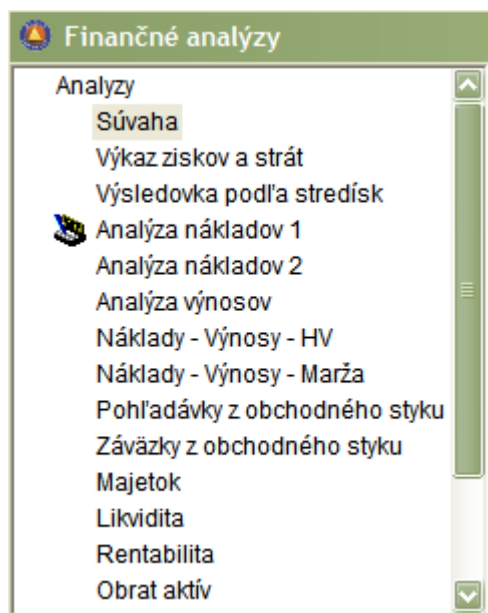 Finančné analýzy
Analyzy
Súvaha
Výkaz ziskov a strát
Výsledovka podľa stredísk
Analýza nákladov 1
Analýza nákladov 2
Analýza výnosov
Náklady - Výnosy - HV
Náklady - Výnosy - Marža
Pohľadávky z obchodného styku
Záväzky z obchodného styku
Majetok
Likvidita
Rentabilita
Obrat aktív